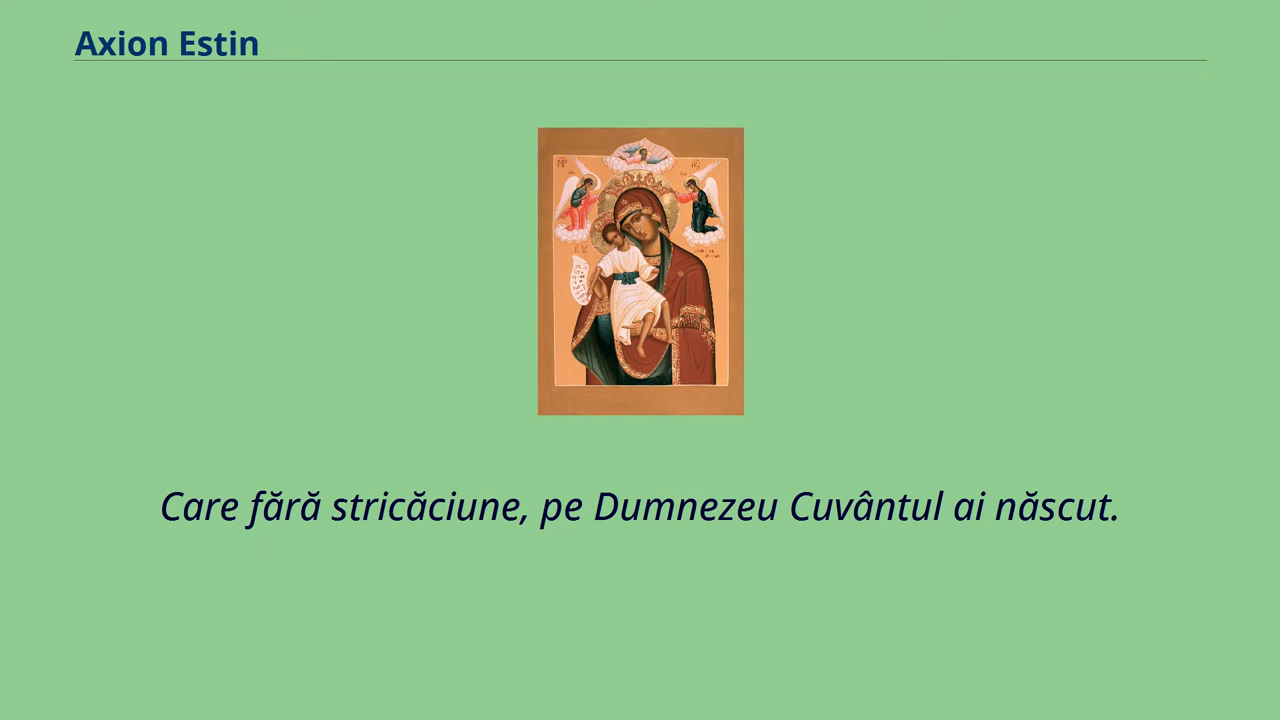 Axion Estin
Care fără stricăciune, pe Dumnezeu Cuvântul ai născut.